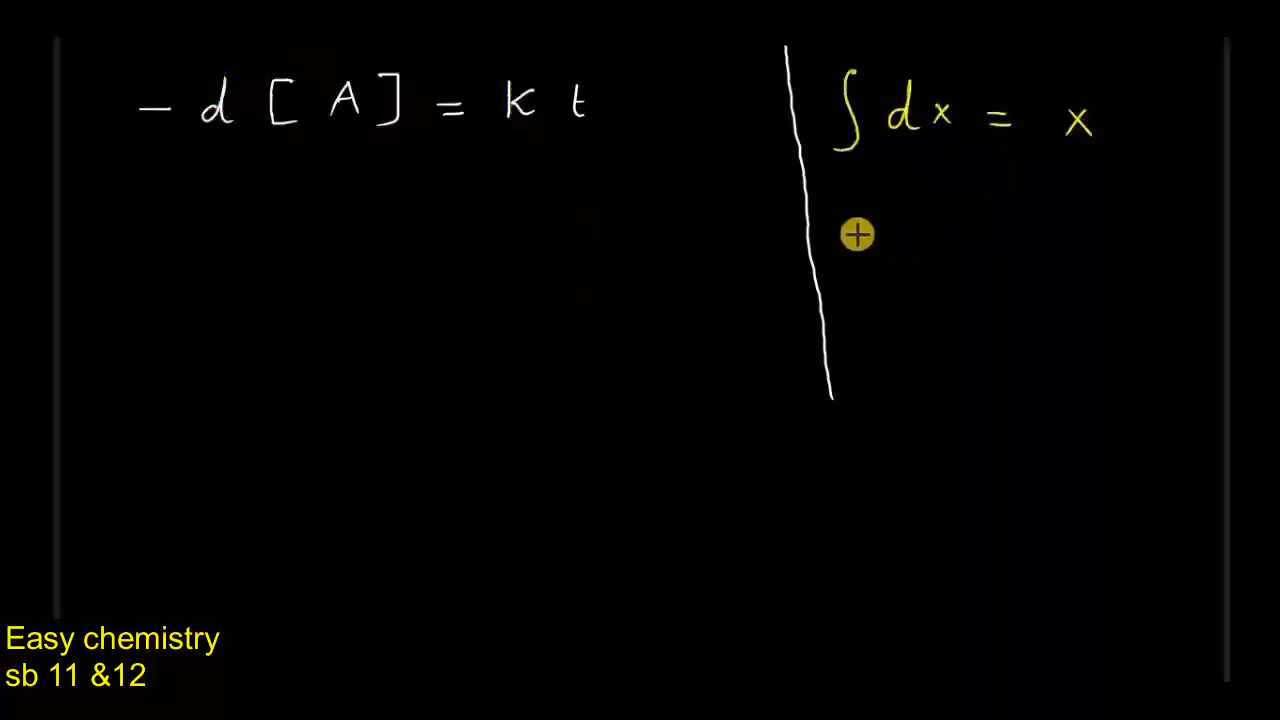 - d [ A ] = k t
∫ dx = x
Easy chemistry
sb 11 &12